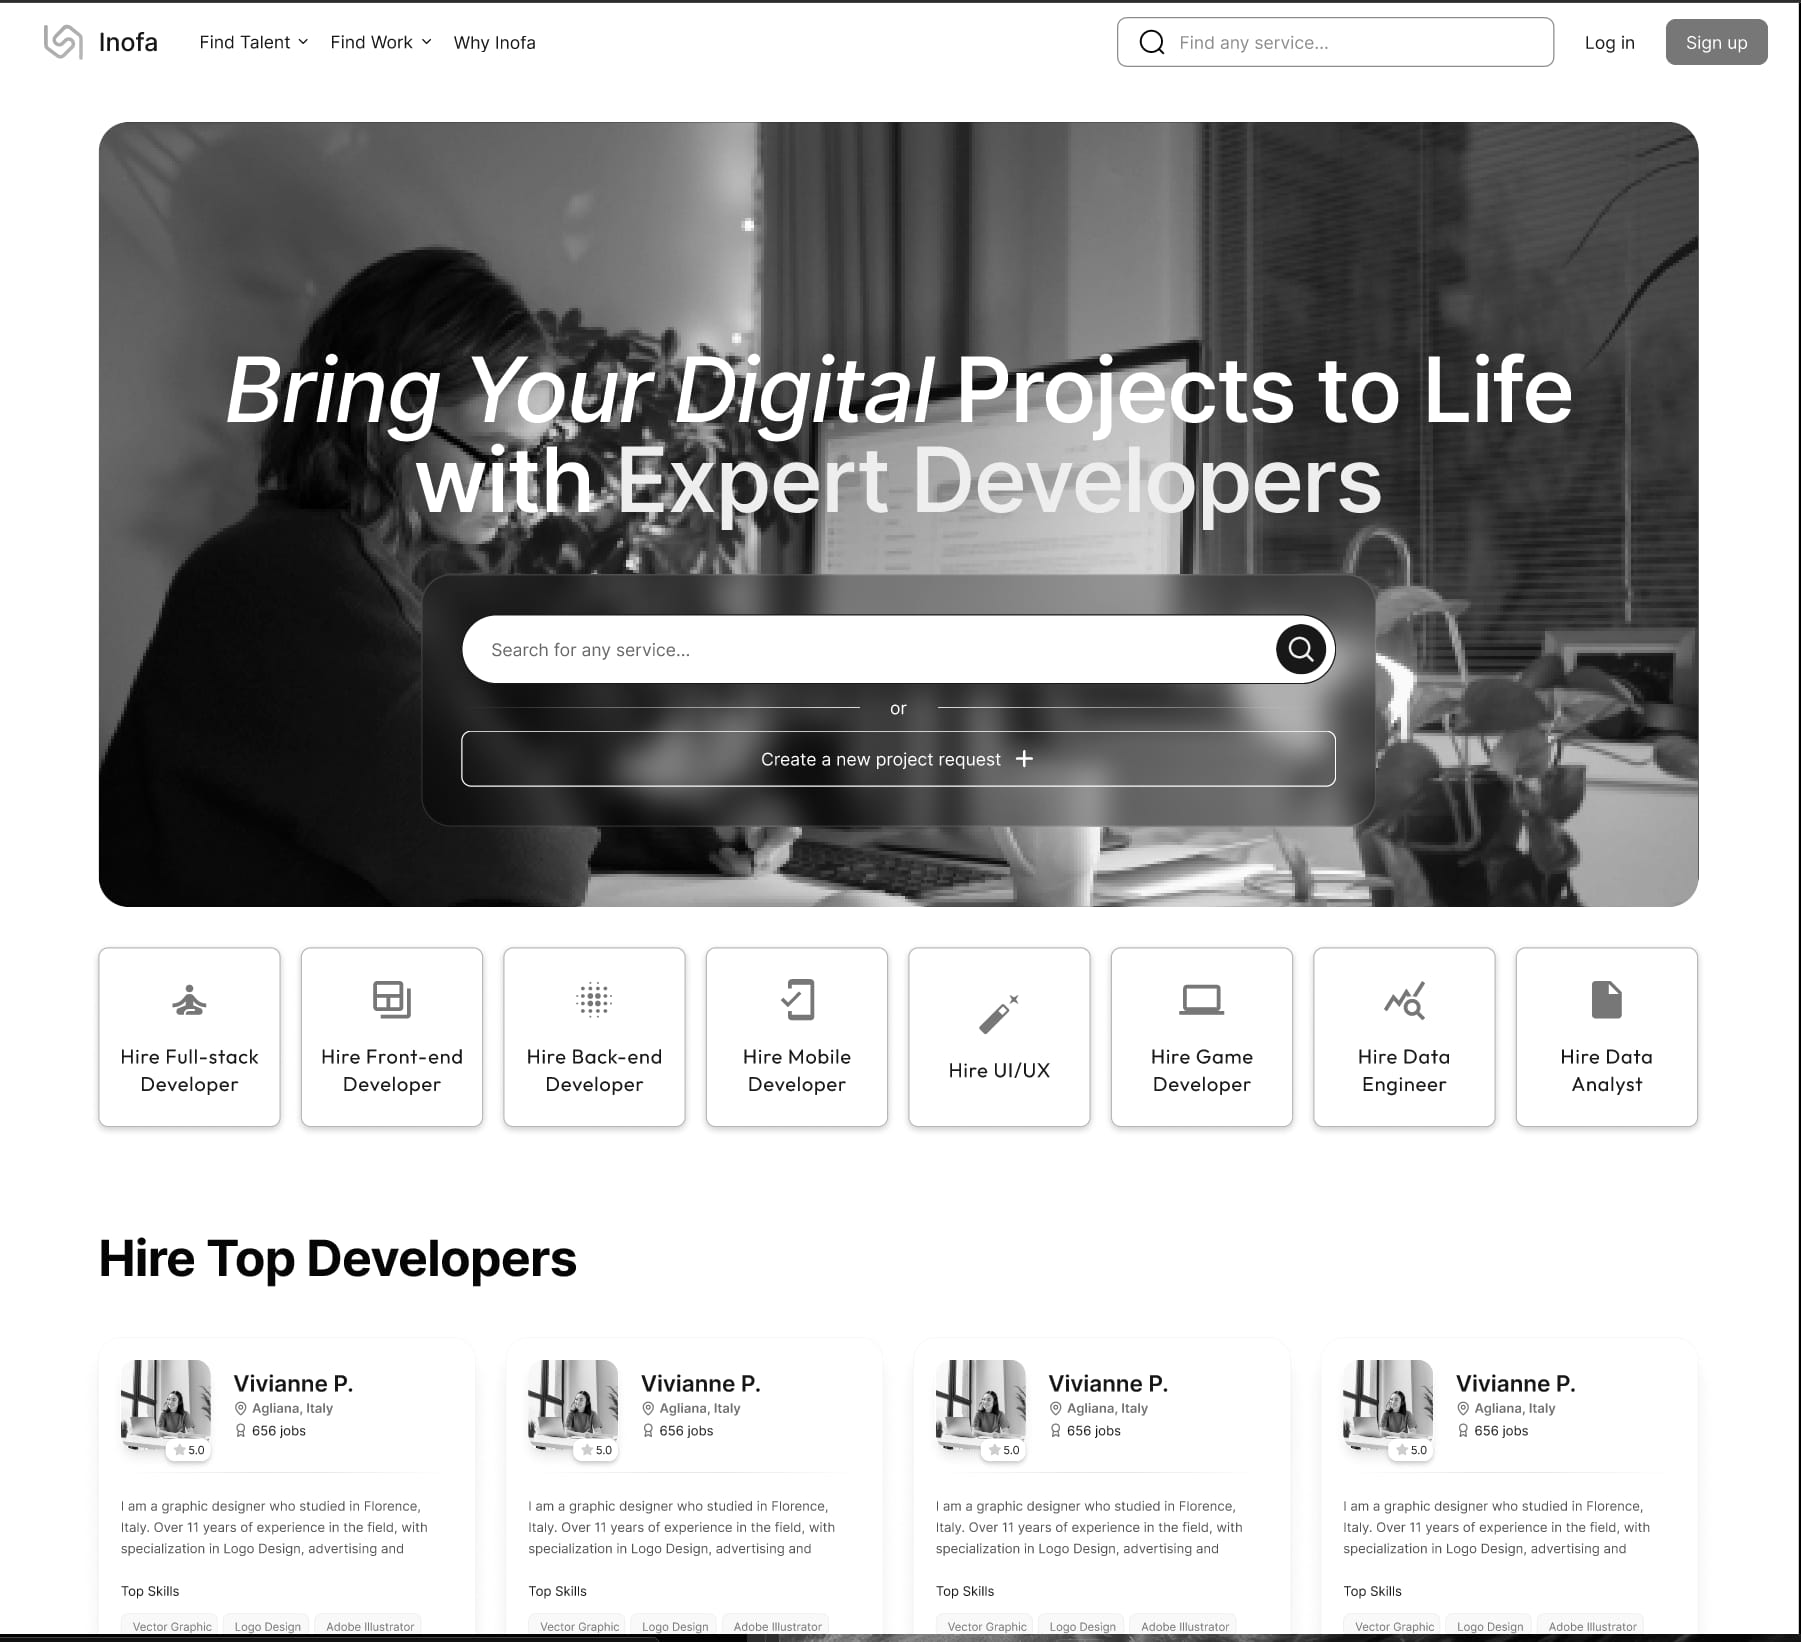 Inofa
Find Talent
Find Work
Why Inofa
Find any service...
Log in
Sign up
Bring Your Digital Projects to Life
with Expert Developers
Search for any service...
or
Create a new project request
Hire Full-stack
Developer
Hire Front-end
Developer
Hire Back-end
Developer
Hire Mobile
Developer
Hire UI/UX
Hire Game
Developer
Hire Data
Engineer
Hire Data
Analyst
Hire Top Developers
Vivianne P.
Agliana, Italy
656 jobs
5.0
I am a graphic designer who studied in Florence,
Italy. Over 11 years of experience in the field, with
specialization in Logo Design, advertising and
Top Skills
Vector Graphic
Logo Design
Adobe Illustrator
Vivianne P.
Agliana, Italy
656 jobs
5.0
I am a graphic designer who studied in Florence,
Italy. Over 11 years of experience in the field, with
specialization in Logo Design, advertising and
Top Skills
Vector Graphic
Logo Design
Adobe Illustrator
Vivianne P.
Agliana, Italy
656 jobs
5.0
I am a graphic designer who studied in Florence,
Italy. Over 11 years of experience in the field, with
specialization in Logo Design, advertising and
Top Skills
Vector Graphic
Logo Design
Adobe Illustrator
Vivianne P.
Agliana, Italy
656 jobs
5.0
I am a graphic designer who studied in Florence,
Italy. Over 11 years of experience in the field, with
specialization in Logo Design, advertising and
Top Skills
Vector Graphic
Logo Design
Adobe Illustrator